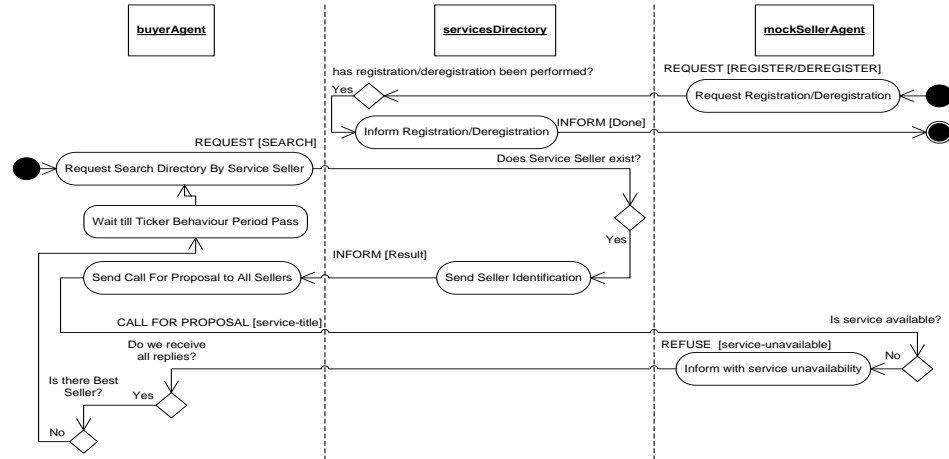 buyerAgent
servicesDirectory
mockSellerAgent
has registration/deregistration been performed?
REQUEST [REGISTER/DEREGISTER]
Yes
Request Registration/Deregistration
Inform Registration/Deregistration
INFORM [Done]
REQUEST [SEARCH]
Does Service Seller exist?
Request Search Directory By Service Seller
Wait till Ticker Behaviour Period Pass
Yes
INFORM [Result]
Send Call For Proposal to All Sellers
Send Seller Identification
CALL FOR PROPOSAL [service-title]
Is service available?
Do we receive
all replies?
REFUSE [service-unavailable]
No
Inform with service unavailability
Is there Best
Seller?
Yes
No